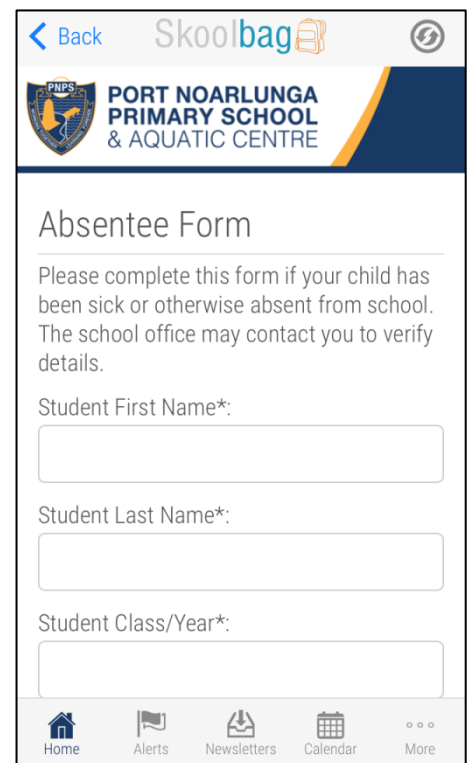 Back Skoolbag
PNPS
PORT NOARLUNGA
PRIMARY SCHOOL
& AQUATIC CENTRE
Absentee Form
Please complete this form if your child has
been sick or otherwise absent from school.
The school office may contact you to verify
details.
Student First Name*:
Student Last Name*:
Student Class/Year*:
Home Alerts Newsletters Calendar More